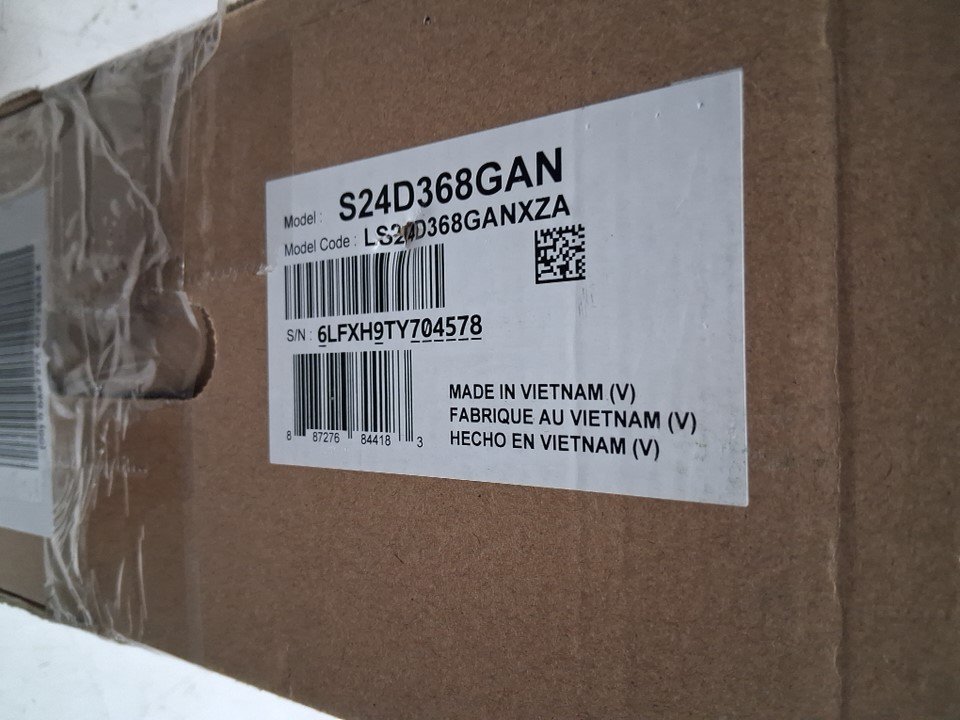 Model : S24D368GAN
Model Code : LS24D368GANXZA
S/N : 6LFXH9TY704578
8 87276 84418 3
MADE IN VIETNAM (V)
FABRIQUE AU VIETNAM (V)
HECHO EN VIETNAM (V)